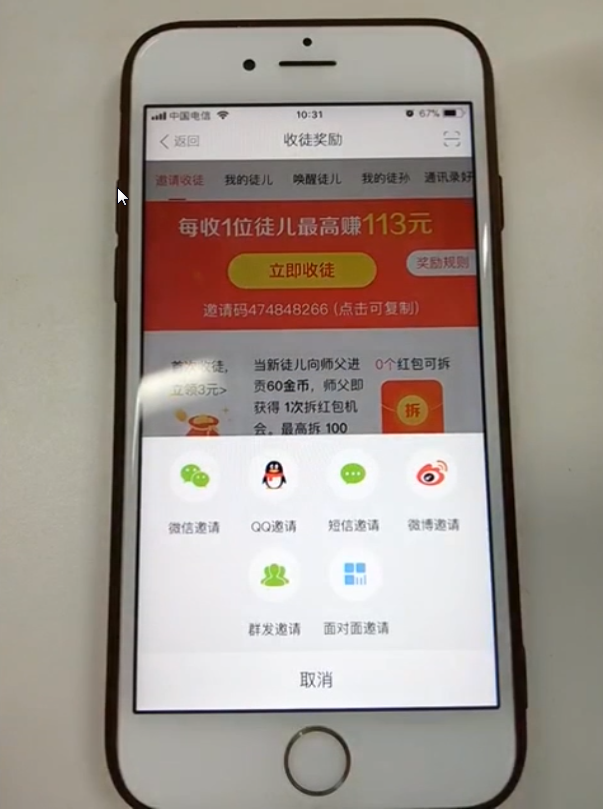 中国电信 10:31 67%
返回 收徒奖励
邀请收徒 我的徒儿 唤醒徒儿 我的徒孙 通讯录好
每收1位徒儿最高赚113元
立即收徒 奖励规则
邀请码474848266 (点击可复制)
首次收徒,
立领3元>
当新徒儿向师父进
贡60金币，师父即
获得 1次拆红包机
会。最高拆 100
0个红包可拆
拆
微信邀请 QQ邀请 短信邀请 微博邀请
群发邀请 面对面邀请
取消